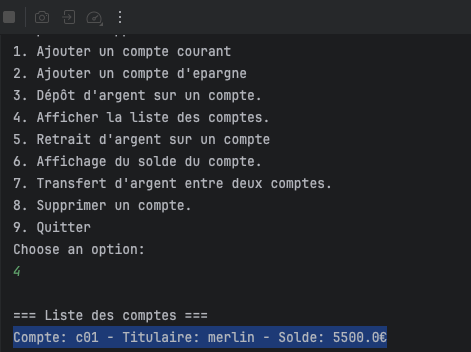 1. Ajouter un compte courant
2. Ajouter un compte d'epargne
3. Dépôt d'argent sur un compte.
4. Afficher la liste des comptes.
5. Retrait d'argent sur un compte
6. Affichage du solde du compte.
7. Transfert d'argent entre deux comptes.
8. Supprimer un compte.
9. Quitter
Choose an option:
4
=== Liste des comptes ===
Compte: c01 - Titulaire: merlin - Solde: 5500.0€